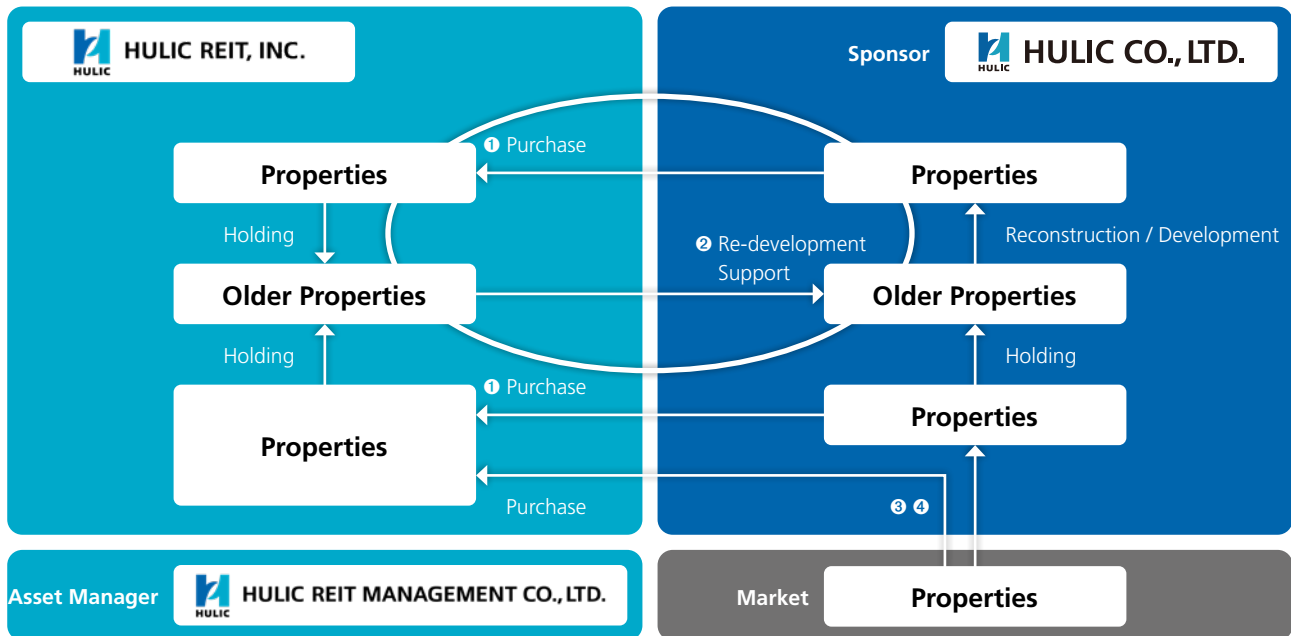 HULIC
HULIC REIT, INC.
Sponsor
HULIC
HULIC CO., LTD.
❶ Purchase
Properties
Properties
Holding
❷ Re-development
Support
Reconstruction / Development
Older Properties
Older Properties
Holding
Holding
❶ Purchase
Properties
Properties
Purchase
❸ ❹
Asset Manager
HULIC
HULIC REIT MANAGEMENT CO., LTD.
Market
Properties